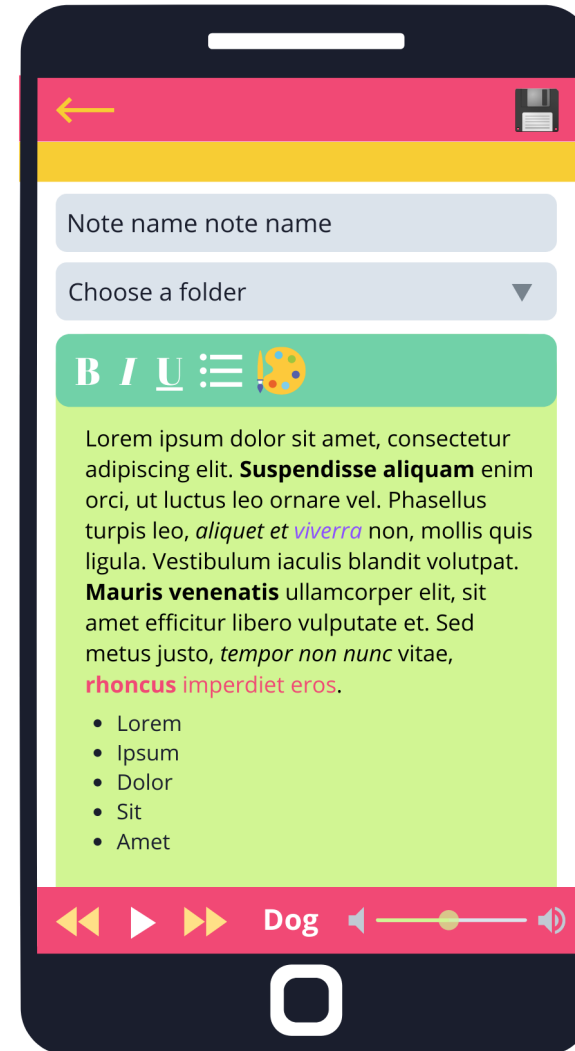 Note name note name
Choose a folder
B I U
Lorem ipsum dolor sit amet, consectetur
adipiscing elit. Suspendisse aliquam enim
orci, ut luctus leo ornare vel. Phasellus
turpis leo, aliquet et viverra non, mollis quis
ligula. Vestibulum iaculis blandit volutpat.
Mauris venenatis ullamcorper elit, sit
amet efficitur libero vulputate et. Sed
metus justo, tempor non nunc vitae,
rhoncus imperdiet eros.
• Lorem
• Ipsum
• Dolor
• Sit
• Amet
Dog